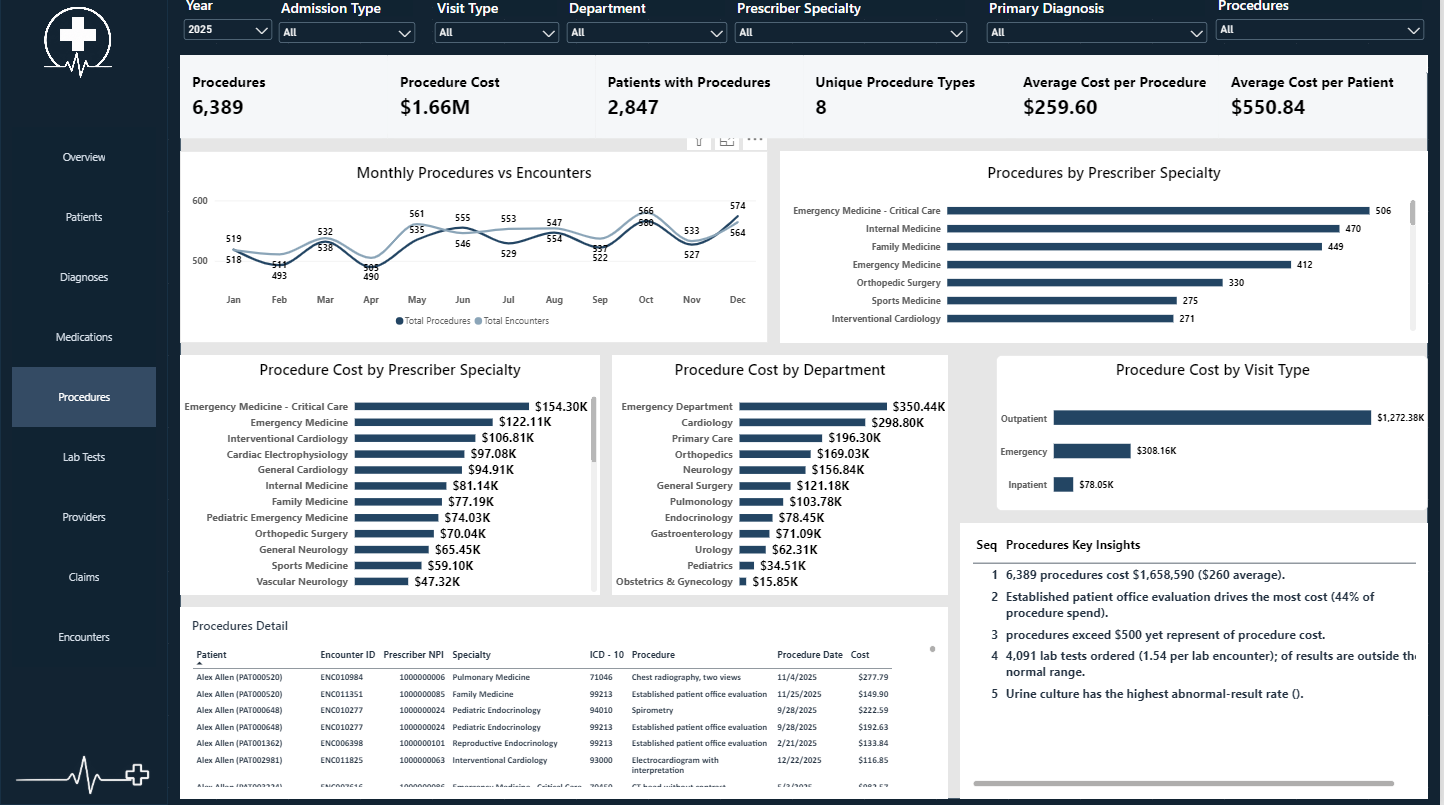 Year
Admission Type
Visit Type
Department
Prescriber Specialty
Primary Diagnosis
Procedures
2025
All
All
All
All
All
All
Procedures
Procedure Cost
Patients with Procedures
Unique Procedure Types
Average Cost per Procedure
Average Cost per Patient
6,389
$1.66M
2,847
8
$259.60
$550.84
Overview
Patients
Diagnoses
Medications
Procedures
Lab Tests
Providers
Claims
Encounters
Monthly Procedures vs Encounters
600
500
519
518
511
493
532
538
505
490
561
535
555
546
553
529
547
554
537
522
566
580
533
527
574
564
Jan Feb Mar Apr May Jun Jul Aug Sep Oct Nov Dec
Total Procedures Total Encounters
Procedures by Prescriber Specialty
Emergency Medicine - Critical Care 506
Internal Medicine 470
Family Medicine 449
Emergency Medicine 412
Orthopedic Surgery 330
Sports Medicine 275
Interventional Cardiology 271
Procedure Cost by Prescriber Specialty
Emergency Medicine - Critical Care $154.30K
Emergency Medicine $122.11K
Interventional Cardiology $106.81K
Cardiac Electrophysiology $97.08K
General Cardiology $94.91K
Internal Medicine $81.14K
Family Medicine $77.19K
Pediatric Emergency Medicine $74.03K
Orthopedic Surgery $70.04K
General Neurology $65.45K
Sports Medicine $59.10K
Vascular Neurology $47.32K
Procedure Cost by Department
Emergency Department $350.44K
Cardiology $298.80K
Primary Care $196.30K
Orthopedics $169.03K
Neurology $156.84K
General Surgery $121.18K
Pulmonology $103.78K
Endocrinology $78.45K
Gastroenterology $71.09K
Urology $62.31K
Pediatrics $34.51K
Obstetrics & Gynecology $15.85K
Procedure Cost by Visit Type
Outpatient $1,272.38K
Emergency $308.16K
Inpatient $78.05K
Seq Procedures Key Insights
1 6,389 procedures cost $1,658,590 ($260 average).
2 Established patient office evaluation drives the most cost (44% of
procedure spend).
3 procedures exceed $500 yet represent of procedure cost.
4 4,091 lab tests ordered (1.54 per lab encounter); of results are outside
normal range.
5 Urine culture has the highest abnormal-result rate ().
Procedures Detail
Patient Encounter ID Prescriber NPI Specialty ICD - 10 Procedure Procedure Date Cost
Alex Allen (PAT000520) ENC010984 1000000006 Pulmonary Medicine 71046 Chest radiography, two views 11/4/2025 $277.79
Alex Allen (PAT000520) ENC011351 1000000085 Family Medicine 99213 Established patient office evaluation 11/25/2025 $149.90
Alex Allen (PAT000648) ENC010277 1000000024 Pediatric Endocrinology 94010 Spirometry 9/28/2025 $222.59
Alex Allen (PAT000648) ENC010277 1000000024 Pediatric Endocrinology 99213 Established patient office evaluation 9/28/2025 $192.63
Alex Allen (PAT001362) ENC006398 1000000101 Reproductive Endocrinology 99213 Established patient office evaluation 2/21/2025 $133.84
Alex Allen (PAT002981) ENC011825 1000000063 Interventional Cardiology 93000 Electrocardiogram with
interpretation 12/22/2025 $116.85